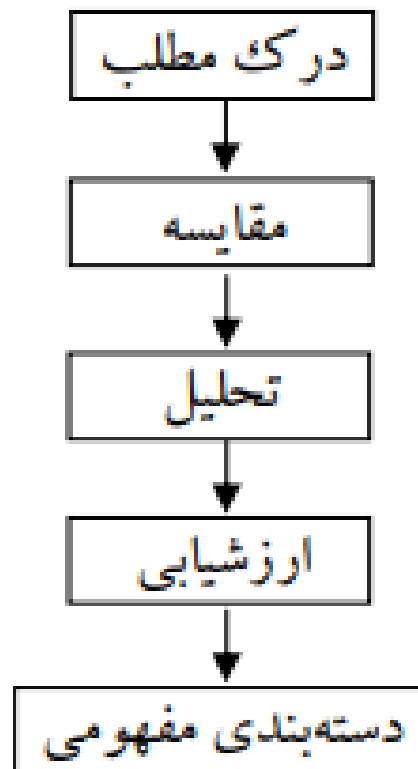 درک مطلب
مقایسه
تحلیل
ارزشیابی
دسته‌بندی مفهومی